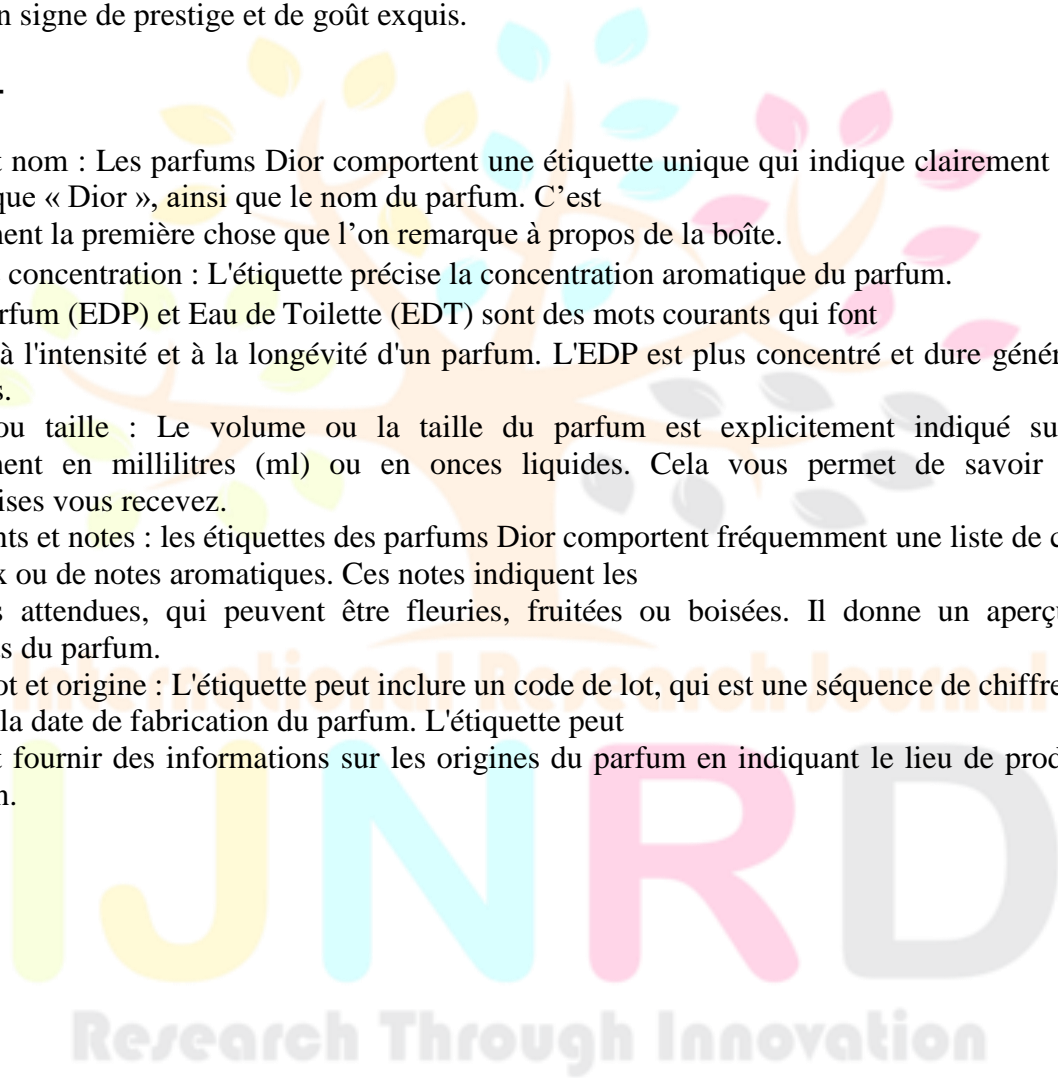 n signe de prestige et de goût exquis.
t nom : Les parfums Dior comportent une étiquette unique qui indique clairement
que « Dior », ainsi que le nom du parfum. C’est
nent la première chose que l’on remarque à propos de la boîte.
concentration : L'étiquette précise la concentration aromatique du parfum.
rfum (EDP) et Eau de Toilette (EDT) sont des mots courants qui font
à l'intensité et à la longévité d'un parfum. L'EDP est plus concentré et dure génér
s.
ou taille : Le volume ou la taille du parfum est explicitement indiqué su
nent en millilitres (ml) ou en onces liquides. Cela vous permet de savoir
ises vous recevez.
nts et notes : les étiquettes des parfums Dior comportent fréquemment une liste de c
x ou de notes aromatiques. Ces notes indiquent les
s attendues, qui peuvent être fleuries, fruitées ou boisées. Il donne un aperçu
s du parfum.
International Research Journal
ot et origine : L'étiquette peut inclure un code de lot, qui est une séquence de chiffre
la date de fabrication du parfum. L'étiquette peut
t fournir des informations sur les origines du parfum en indiquant le lieu de prod
n.
IJNRD
Research Through Innovation